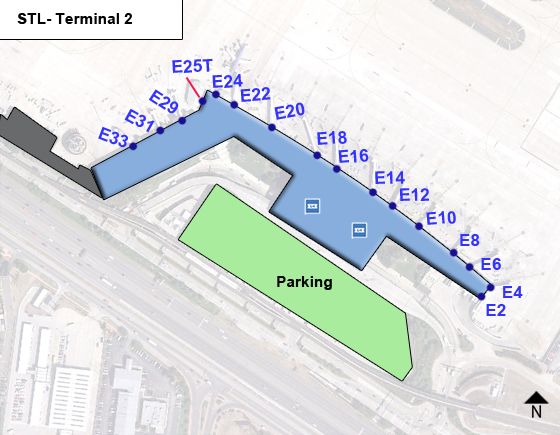 STL- Terminal 2
E25T
E24
E22
E29
E20
E31
E33
E18
E16
E14
E12
E10
E8
E6
E4
E2
Parking
N